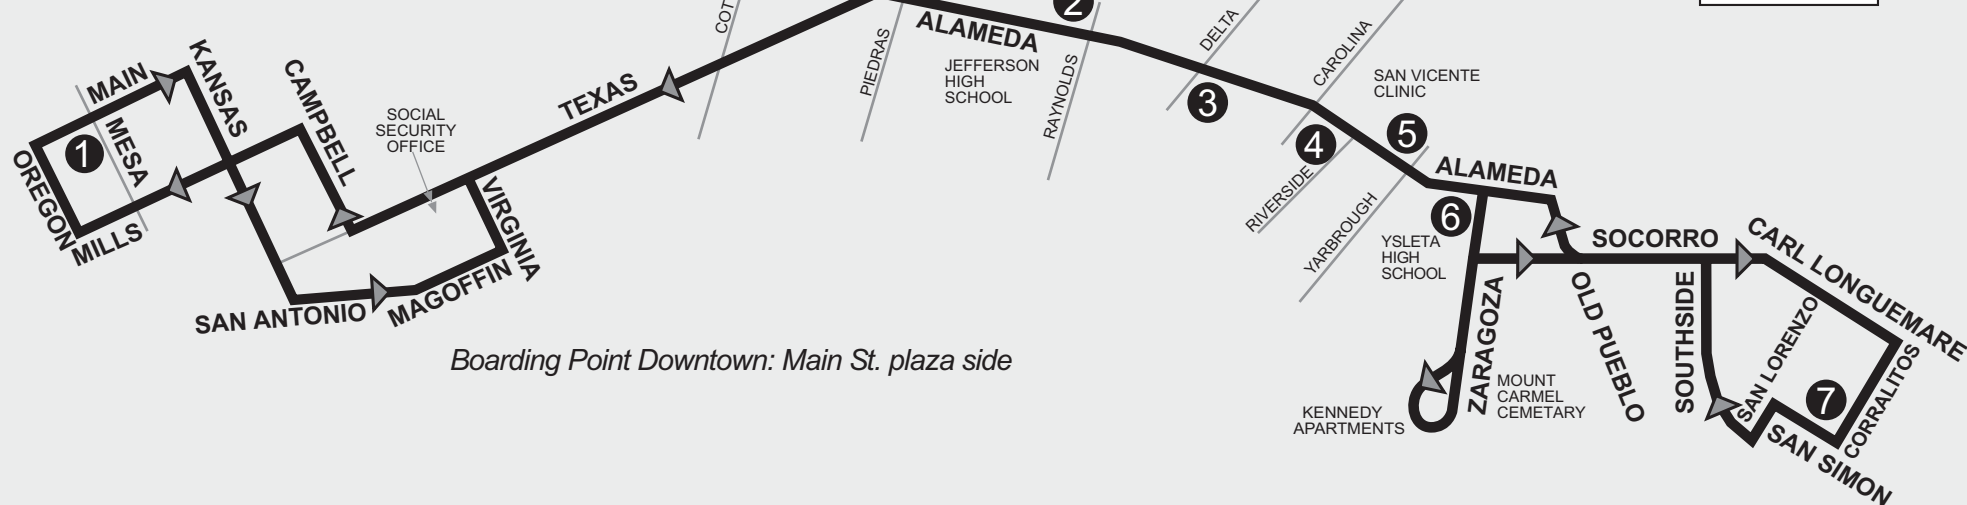 COT
2
ALAMEDA
DELTA
CAROLINA
PIEDRAS
RAYNOLDS
JEFFERSON
HIGH
SCHOOL
KANSAS
MAIN
CAMPBELL
TEXAS
SAN VICENTE
CLINIC
3
SOCIAL
SECURITY
OFFICE
MESA
1
4
5
OREGON
MILLS
VIRGINIA
ALAMEDA
RIVERSIDE
YARBROUGH
6
YSLETA
HIGH
SCHOOL
SOCORRO
CARL LONGUEMARE
SAN ANTONIO
MAGOFFIN
ZARAGOZA
OLD PUEBLO
SOUTHSIDE
SAN LORENZO
CORRALITOS
7
Boarding Point Downtown: Main St. plaza side
MOUNT
CARMEL
CEMETARY
KENNEDY
APARTMENTS
SAN SIMON